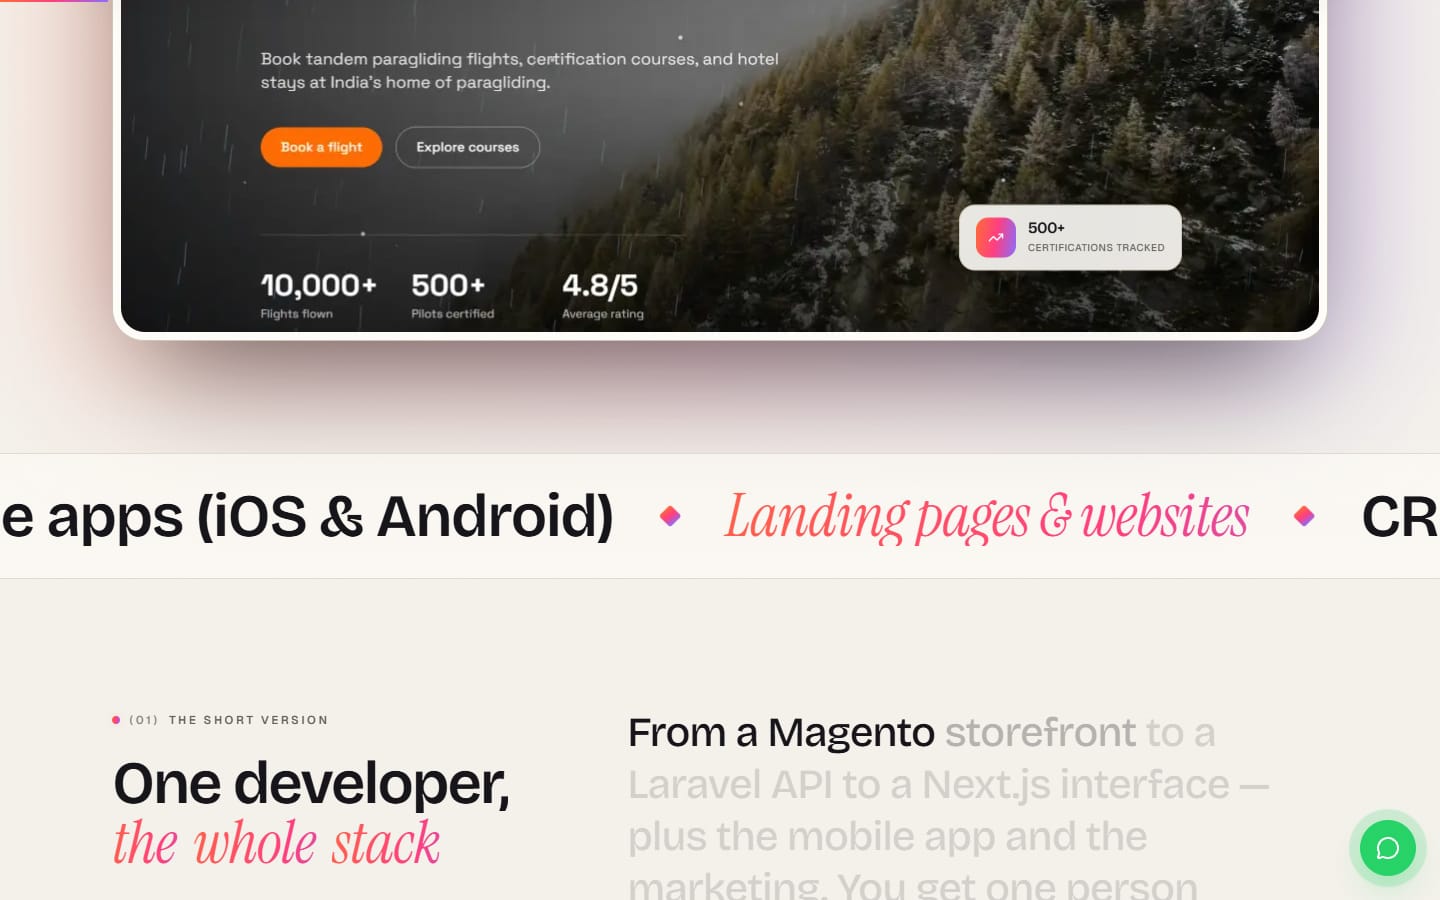 Book tandem paragliding flights, certification courses, and hotel
stays at India's home of paragliding.
Book a flight
Explore courses
500+
CERTIFICATIONS TRACKED
10,000+
500+
4.8/5
Flights flown
Pilots certified
Average rating
e apps (iOS & Android)
Landing pages & websites
CR
(01) THE SHORT VERSION
One developer,
the whole stack
From a Magento storefront to a
Laravel API to a Next.js interface —
plus the mobile app and the
marketing. You get one person